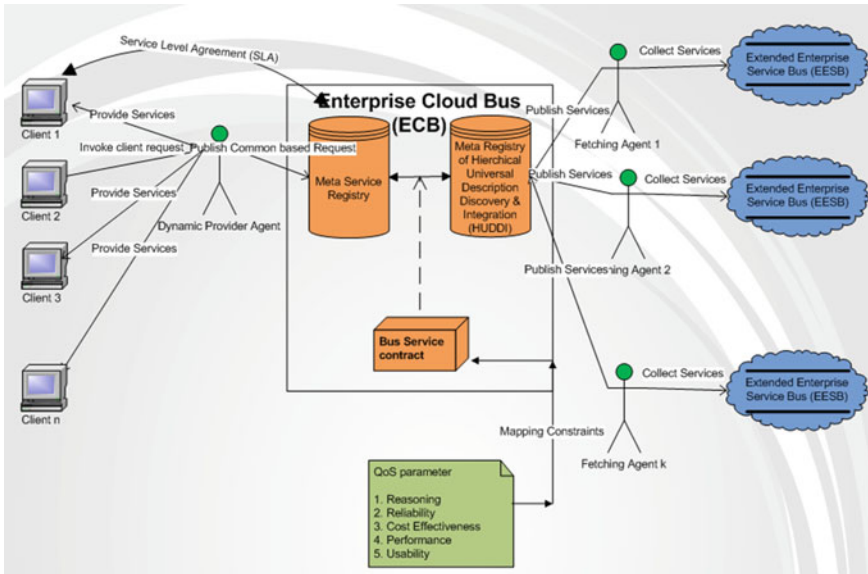 Service Level Agreement (SLA)
Client 1
Provide Services
Invoke client request
Publish Common based Request
Client 2
Provide Services
Dynamic Provider Agent
Provide Services
Client 3
Client n
Enterprise Cloud Bus
(ECB)
Meta Service
Registry
Meta Registry
of Hierchical
Universal
Description
Discovery &
Integration
(HUDDI)
Bus Service
contract
Mapping Constraints
QoS parameter
1. Reasoning
2. Reliability
3. Cost Effectiveness
4. Performance
5. Usability
Collect Services
Publish Services
Fetching Agent 1
Extended Enterprise
Service Bus (EESB)
Publish Services
Collect Services
Publish Services
hing Agent 2
Extended Enterprise
Service Bus (EESB)
Collect Services
Fetching Agent k
Extended Enterprise
Service Bus (EESB)